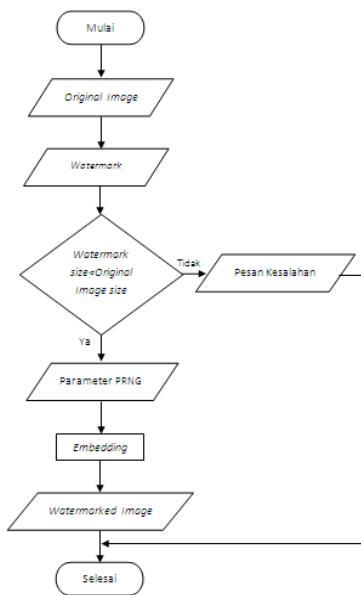 Mulai
Original Image
Watermark
Watermark
size<Original
Image size
Tidak
Pesan Kesalahan
Ya
Parameter PRNG
Embedding
Watermarked Image
Selesai